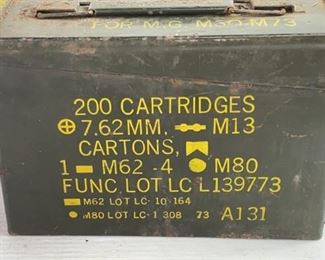 FOR M.G. M60-M73
200 CARTRIDGES
7.62MM, M13
CARTONS,
1 M62 -4 M80
FUNC. LOT LC L139773
M62 LOT LC- 10 164
M80 LOT LC-1 308 73 A131